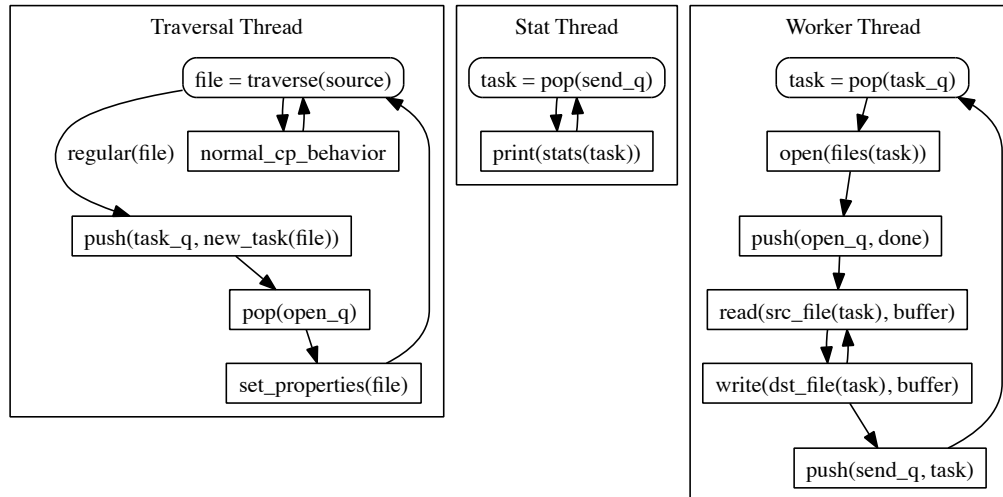 Traversal Thread
file = traverse(source)
regular(file)
normal_cp_behavior
push(task_q, new_task(file))
pop(open_q)
set_properties(file)
Stat Thread
task = pop(send_q)
print(stats(task))
Worker Thread
task = pop(task_q)
open(files(task))
push(open_q, done)
read(src_file(task), buffer)
write(dst_file(task), buffer)
push(send_q, task)